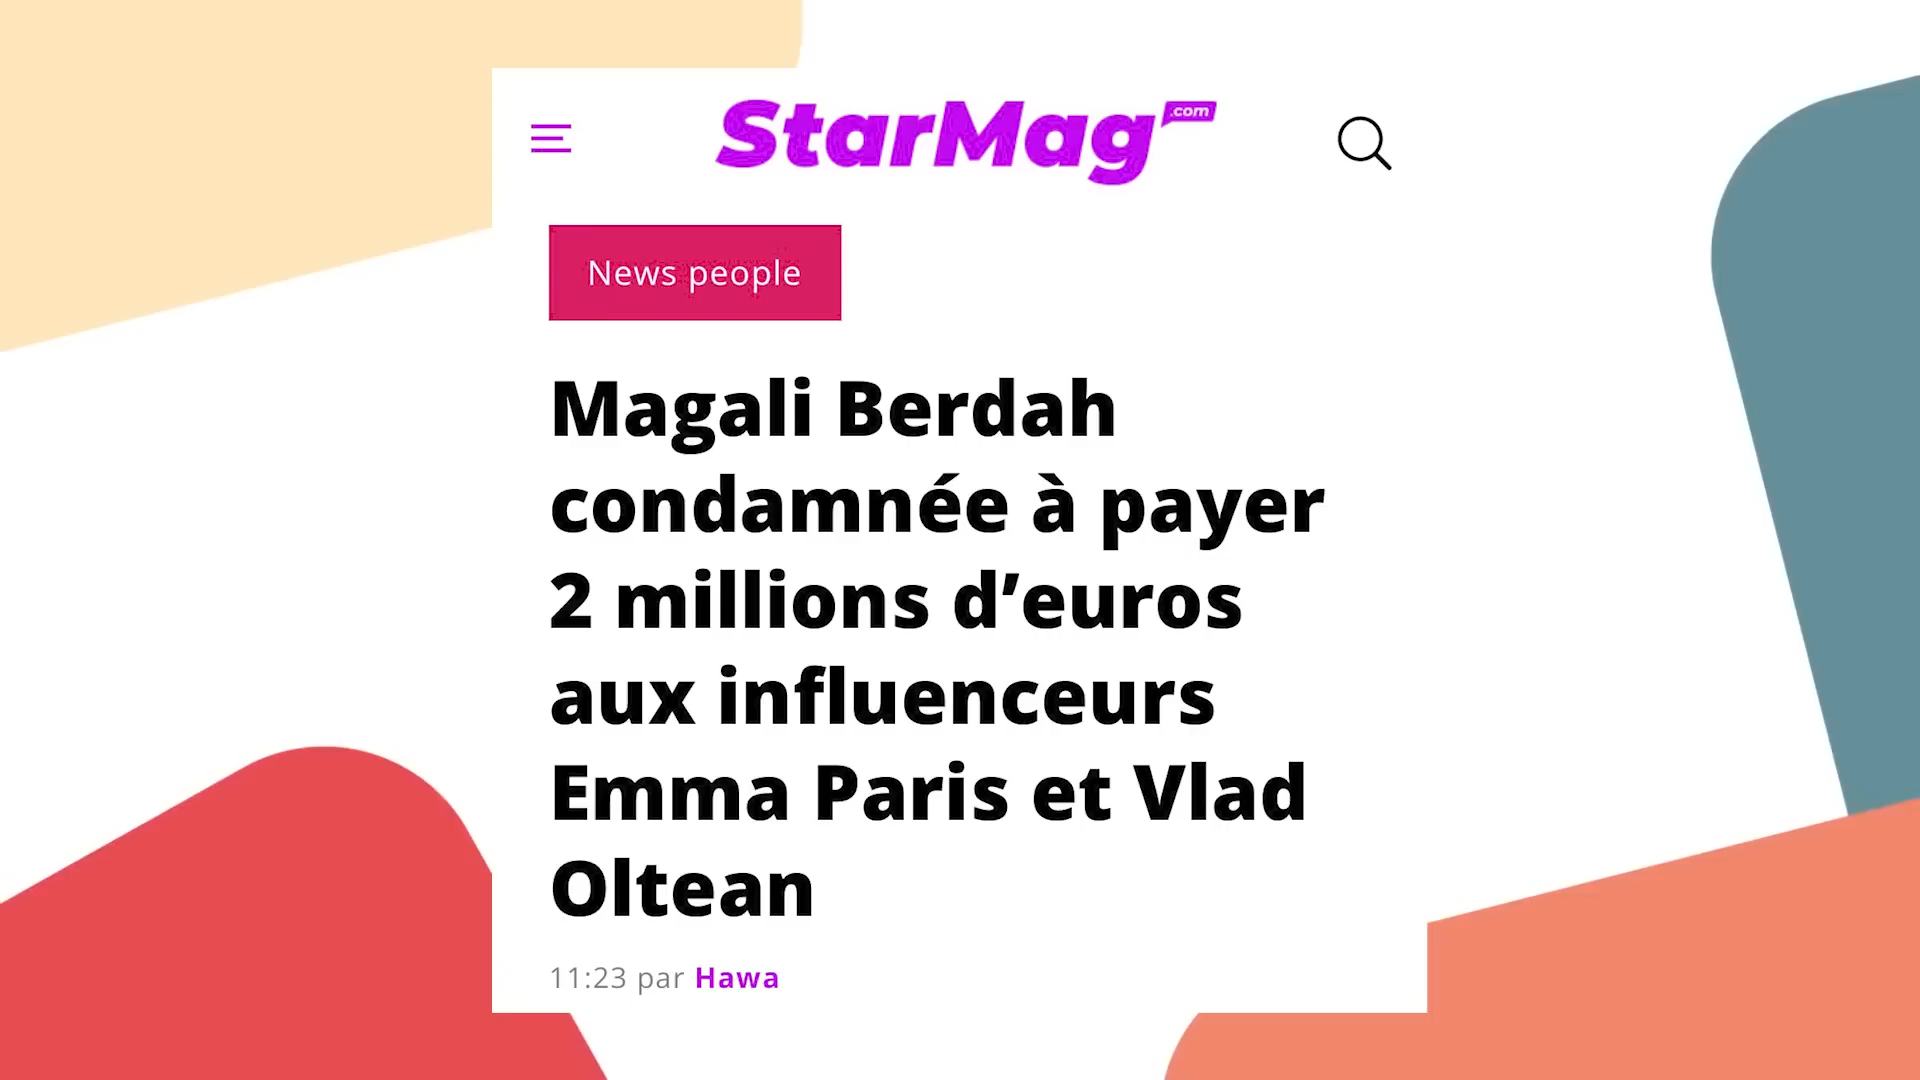 StarMag .com
News people
Magali Berdah
condamnée à payer
2 millions d’euros
aux influenceurs
Emma Paris et Vlad
Oltean
11:23 par Hawa